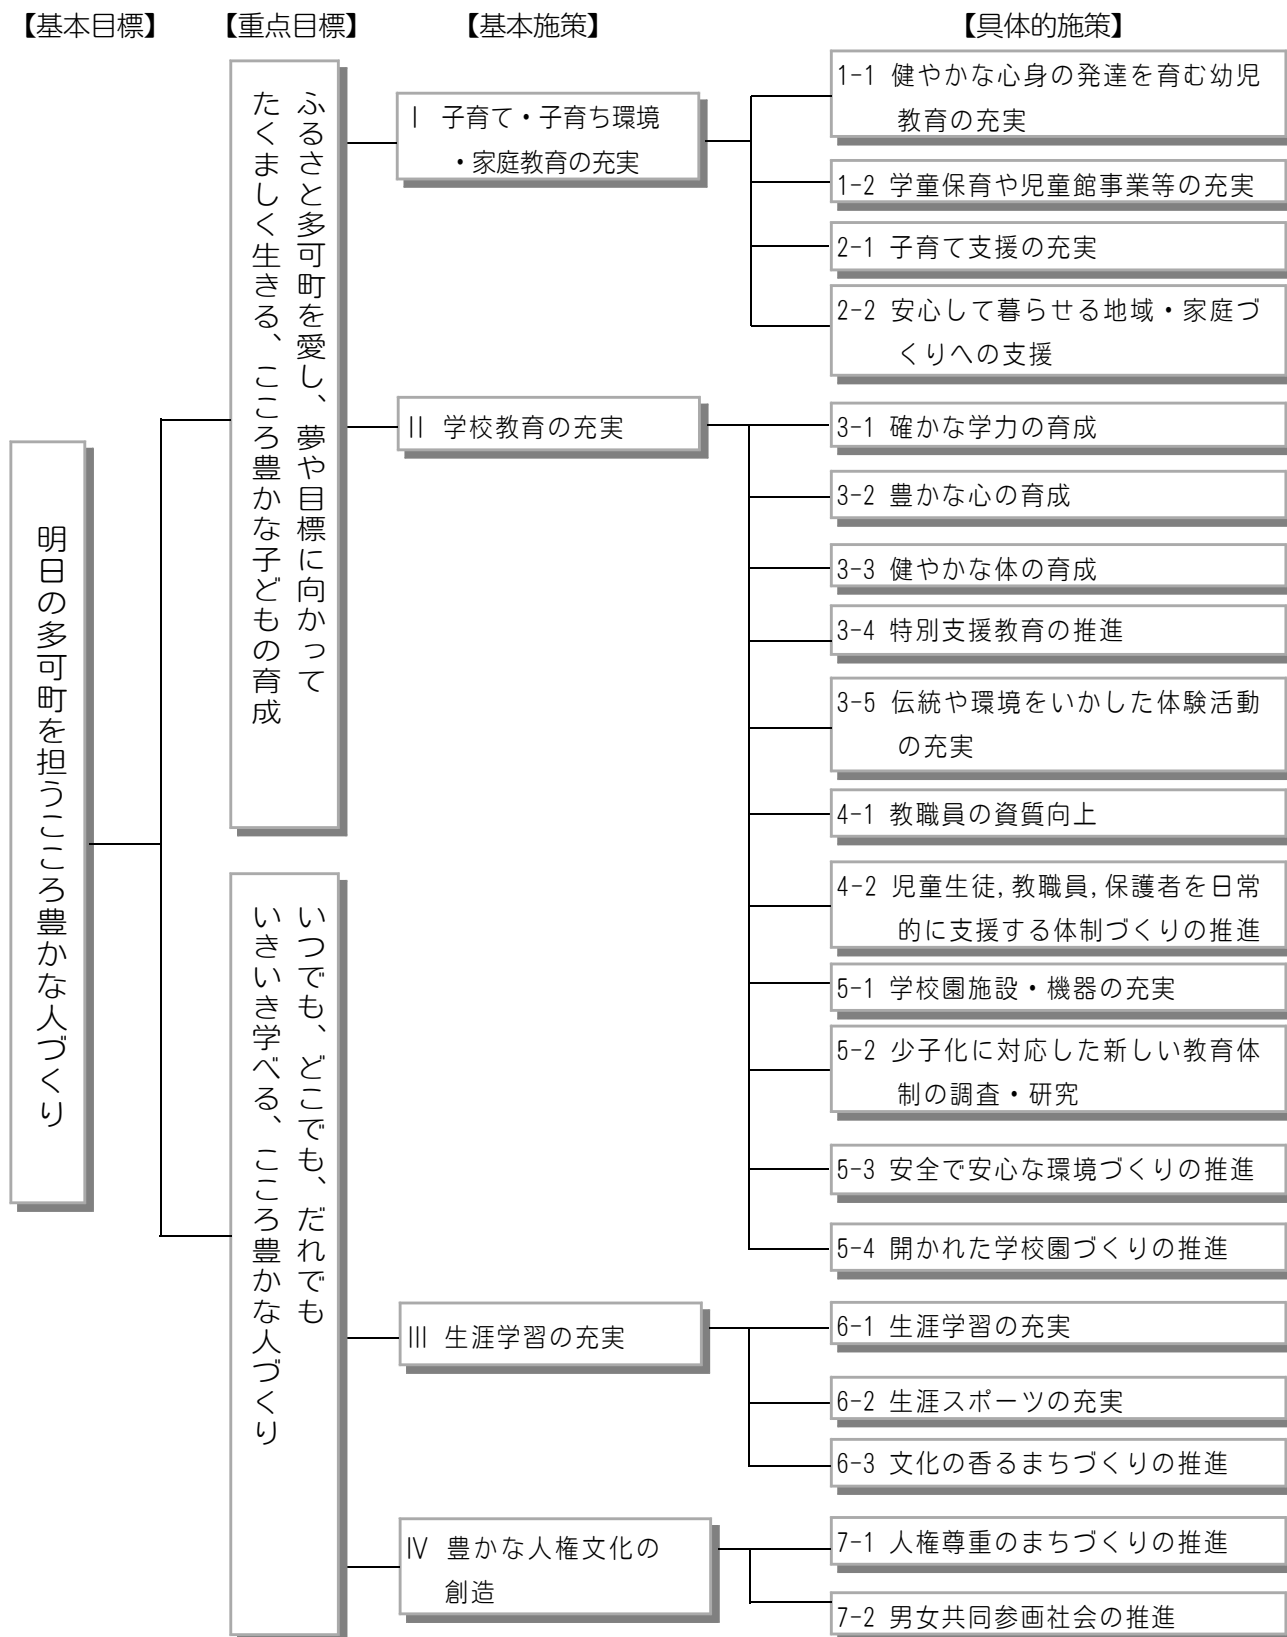 【基本目標】 【重点目標】 【基本施策】 【具体的施策】
明日の多可町を担うこころ豊かな人づくり
ふるさと多可町を愛し、夢や目標に向かって
たくましく生きる、こころ豊かな子どもの育成
Ⅰ 子育て・子育ち環境
・家庭教育の充実
1-1 健やかな心身の発達を育む幼児
教育の充実
1-2 学童保育や児童館事業等の充実
2-1 子育て支援の充実
2-2 安心して暮らせる地域・家庭づ
くりへの支援
Ⅱ 学校教育の充実
3-1 確かな学力の育成
3-2 豊かな心の育成
3-3 健やかな体の育成
3-4 特別支援教育の推進
3-5 伝統や環境をいかした体験活動
の充実
4-1 教職員の資質向上
4-2 児童生徒,教職員,保護者を日常
的に支援する体制づくりの推進
5-1 学校園施設・機器の充実
5-2 少子化に対応した新しい教育体
制の調査・研究
5-3 安全で安心な環境づくりの推進
5-4 開かれた学校園づくりの推進
いつでも、どこでも、だれでも
いきいき学べる、こころ豊かな人づくり
Ⅲ 生涯学習の充実
6-1 生涯学習の充実
6-2 生涯スポーツの充実
6-3 文化の香るまちづくりの推進
Ⅳ 豊かな人権文化の
創造
7-1 人権尊重のまちづくりの推進
7-2 男女共同参画社会の推進